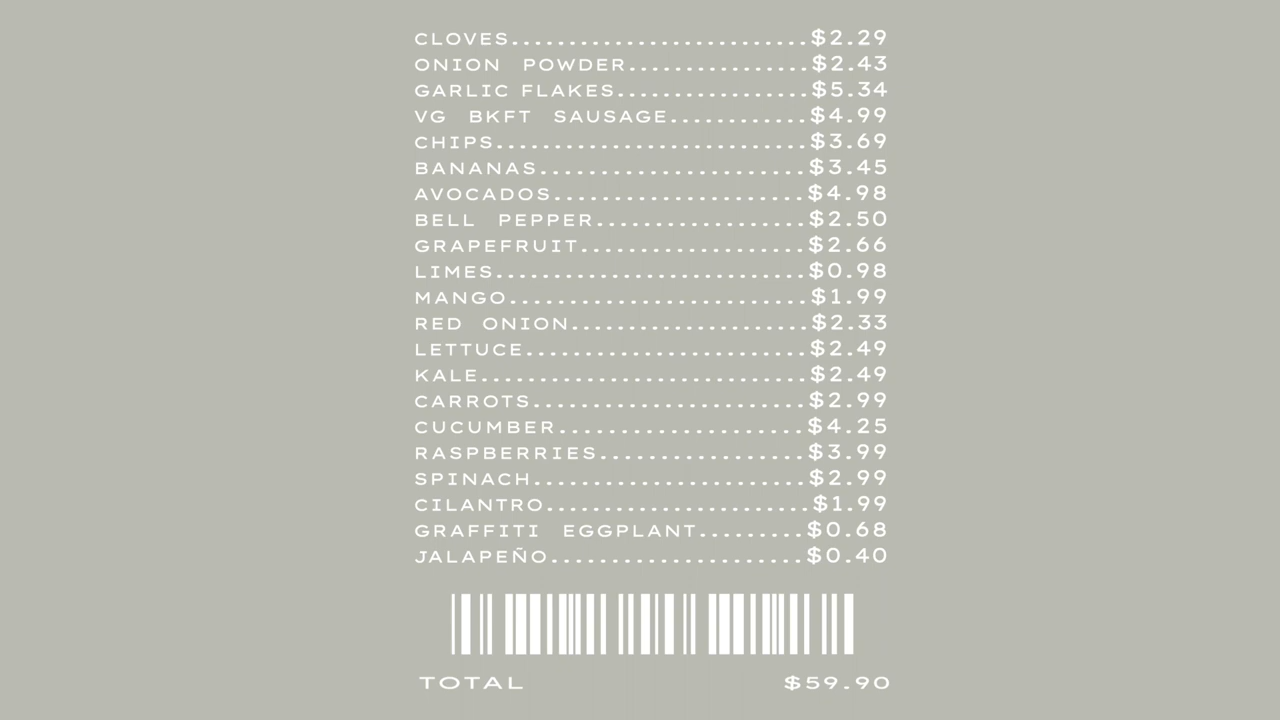 CLOVES..........................$2.29
ONION POWDER................$2.43
GARLIC FLAKES.................$5.34
VG BKFT SAUSAGE............$4.99
CHIPS...........................$3.69
BANANAS........................$3.45
AVOCADOS......................$4.98
BELL PEPPER...................$2.50
GRAPEFRUIT....................$2.66
LIMES...........................$0.98
MANGO..........................$1.99
RED ONION.....................$2.33
LETTUCE.........................$2.49
KALE.............................$2.49
CARROTS........................$2.99
CUCUMBER......................$4.25
RASPBERRIES...................$3.99
SPINACH........................$2.99
CILANTRO.......................$1.99
GRAFFITI EGGPLANT.........$0.68
JALAPEÑO......................$0.40
TOTAL $59.90